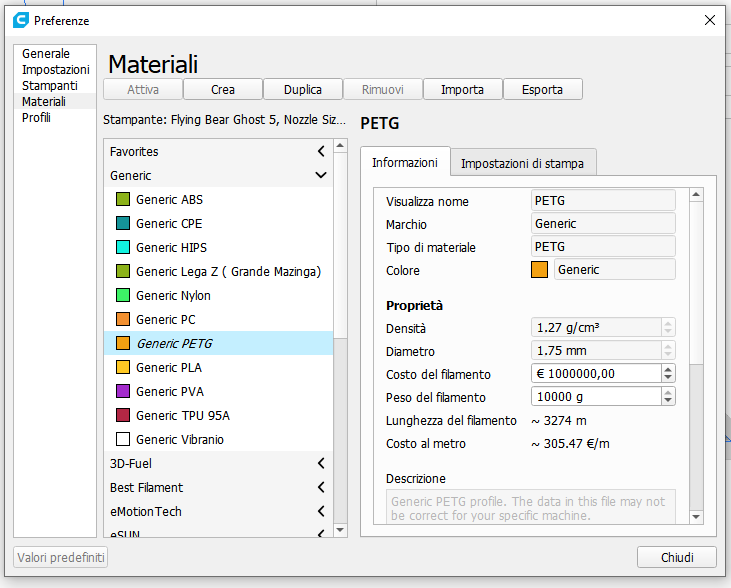 Preferenze
Generale
Impostazioni
Stampanti
Materiali
Profili
Materiali
Attiva
Crea
Duplica
Rimuovi
Importa
Esporta
Stampante: Flying Bear Ghost 5, Nozzle Siz...
Favorites
Generic
Generic ABS
Generic CPE
Generic HIPS
Generic Lega Z ( Grande Mazinga)
Generic Nylon
Generic PC
Generic PETG
Generic PLA
Generic PVA
Generic TPU 95A
Generic Vibranio
3D-Fuel
Best Filament
eMotionTech
eSUN
PETG
Informazioni
Impostazioni di stampa
Visualizza nome PETG
Marchio Generic
Tipo di materiale PETG
Colore Generic
Proprietà
Densità 1.27 g/cm³
Diametro 1.75 mm
Costo del filamento € 1000000,00
Peso del filamento 10000 g
Lunghezza del filamento ~ 3274 m
Costo al metro ~ 305.47 €/m
Descrizione
Generic PETG profile. The data in this file may not
be correct for your specific machine.
Valori predefiniti
Chiudi